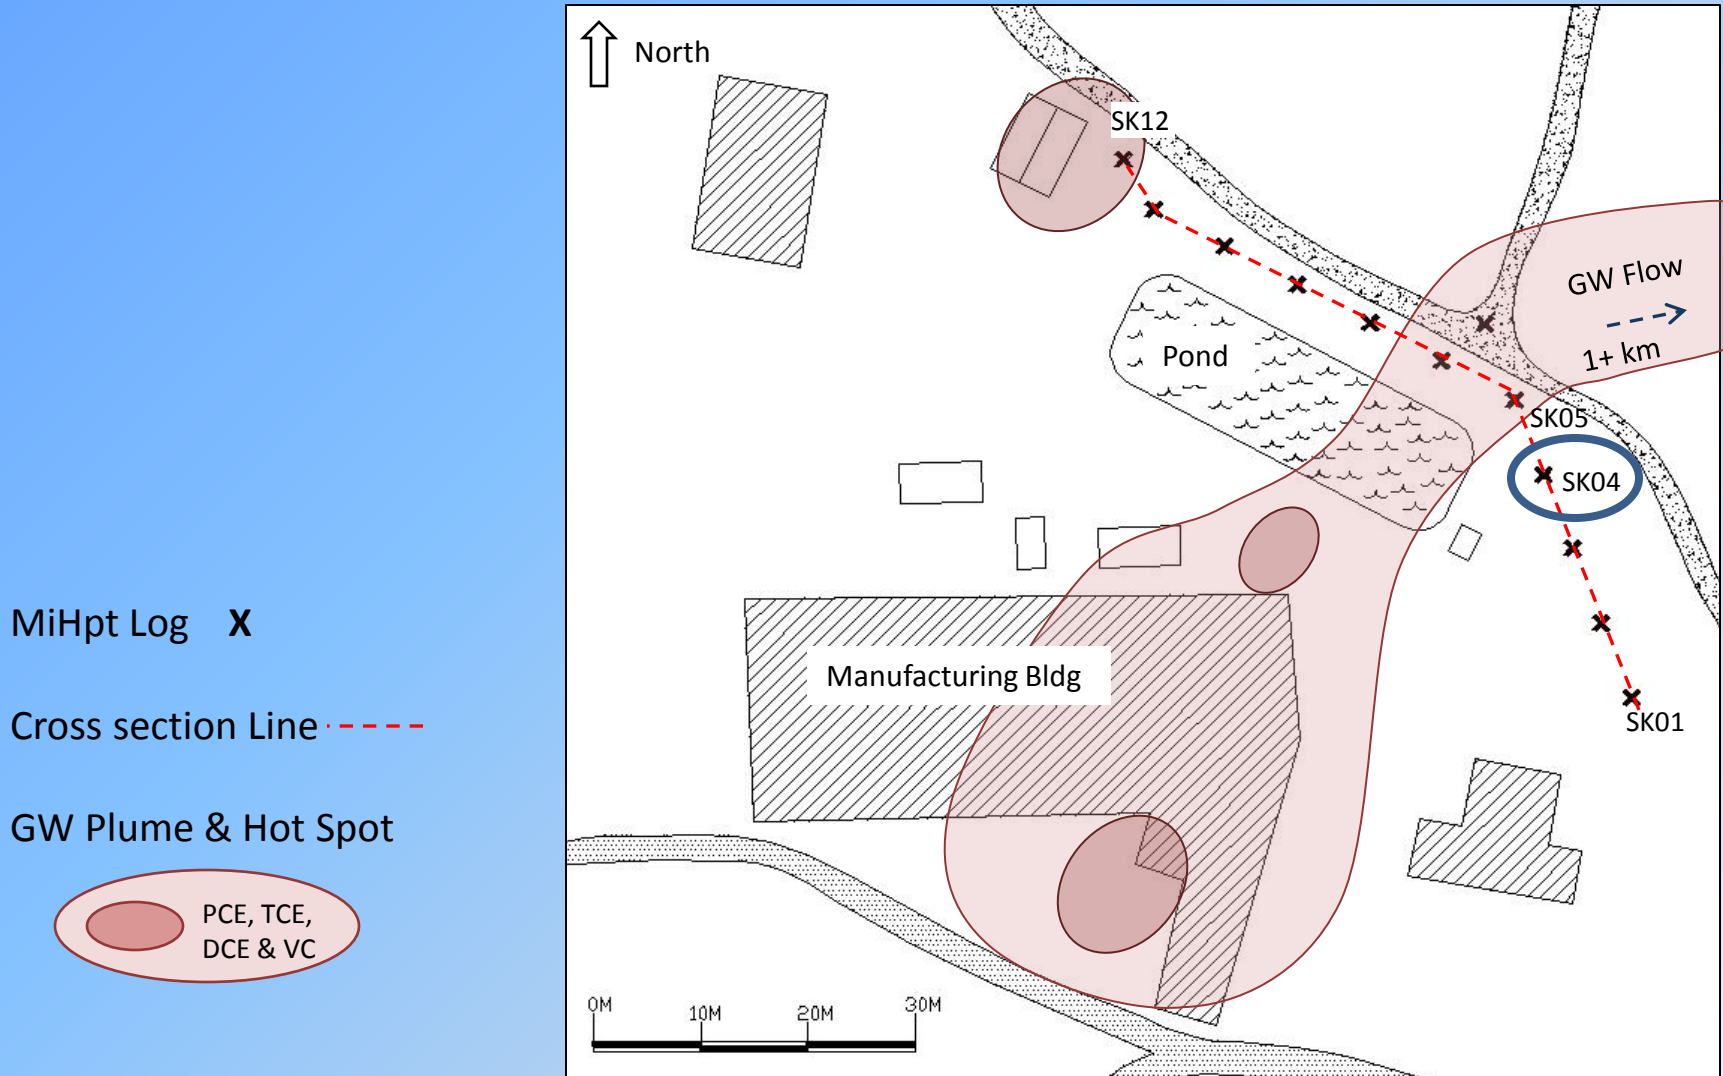 North
SK12
GW Flow
1+ km
Pond
SK05
SK04
MiHpt Log X
Manufacturing Bldg
SK01
Cross section Line
GW Plume & Hot Spot
PCE, TCE,
DCE & VC
0M 10M 20M 30M